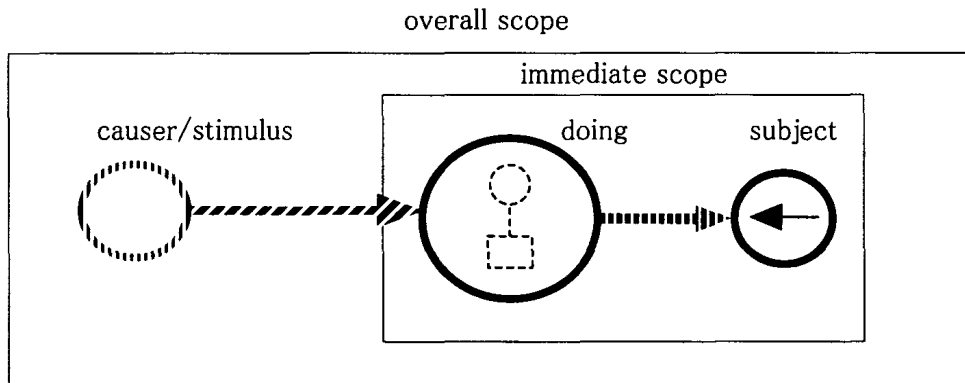 overall scope
immediate scope
causer/stimulus
doing
subject